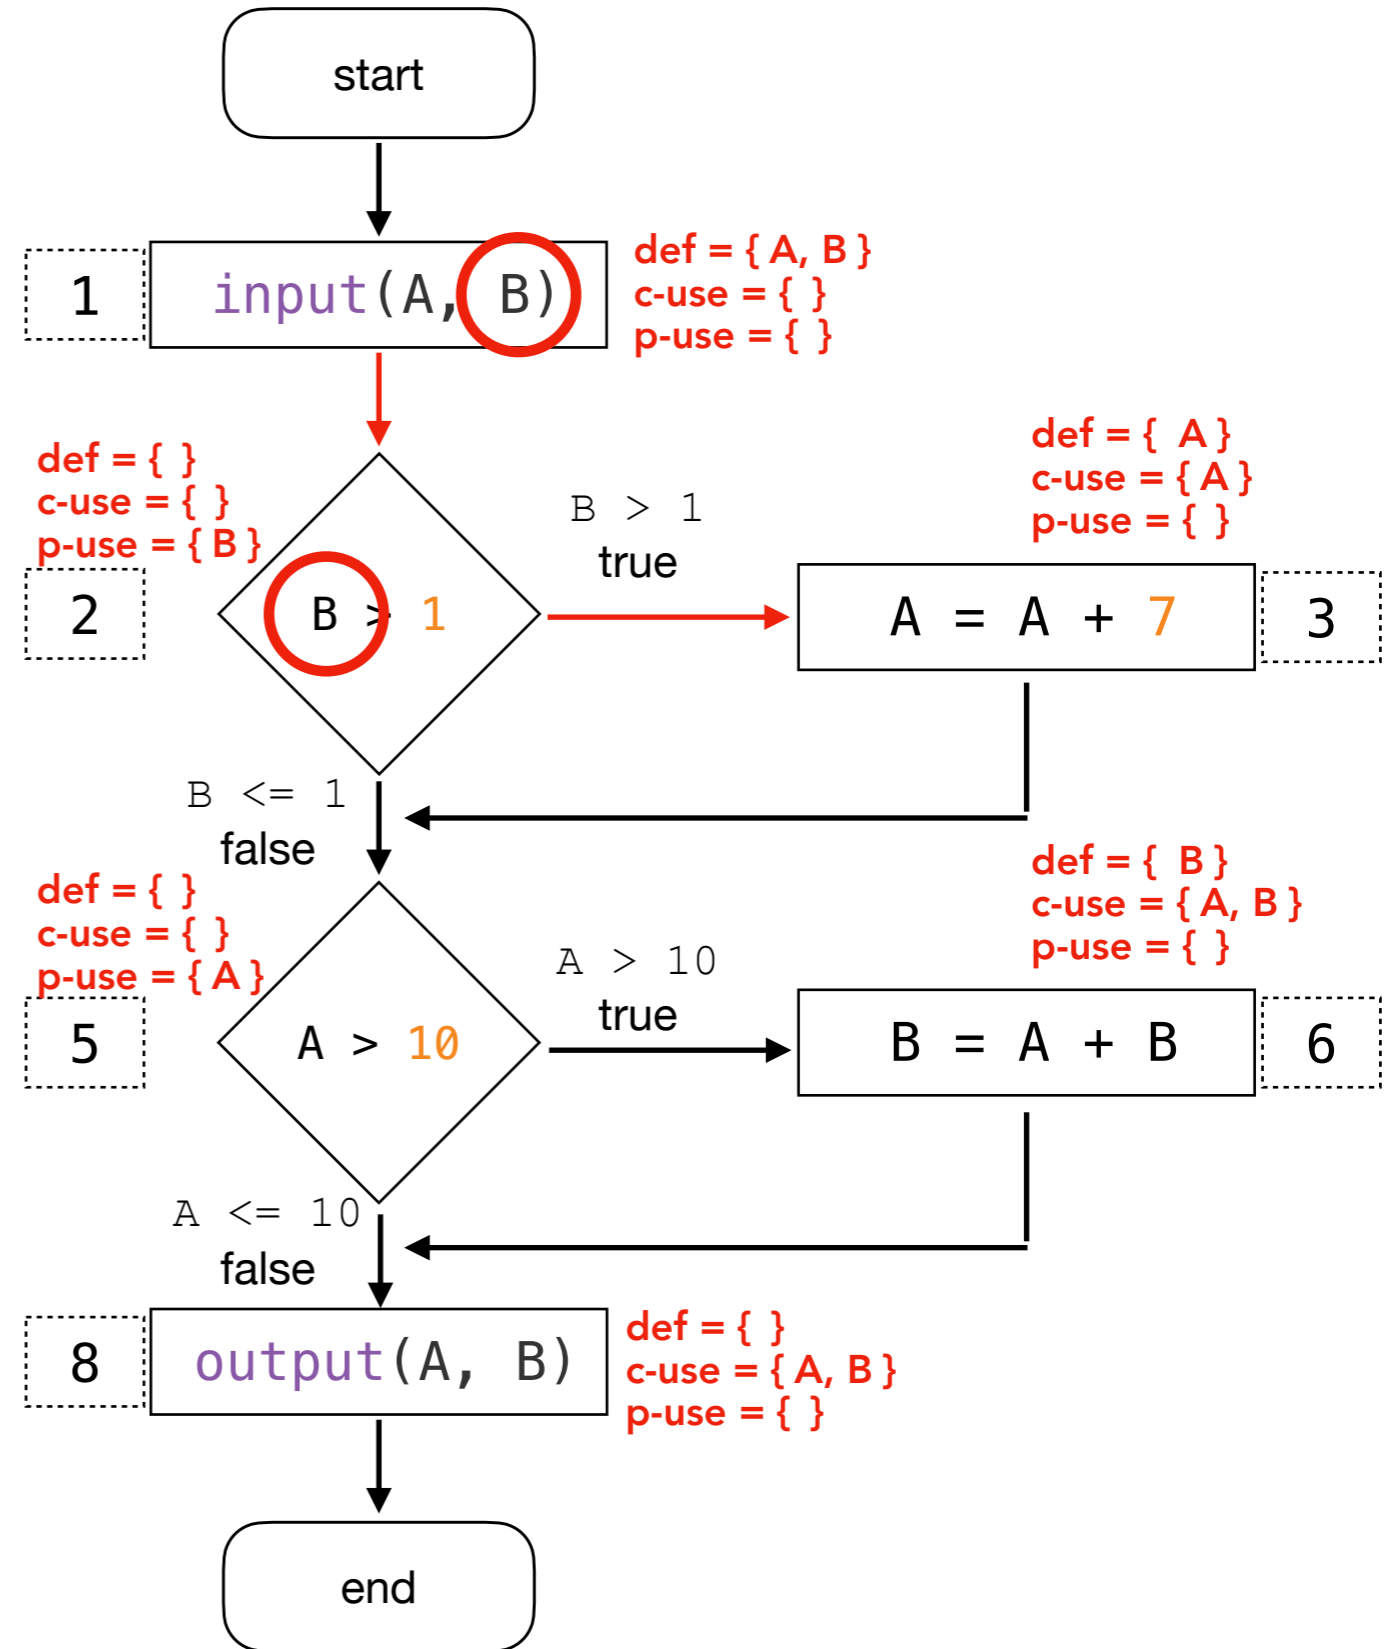 start
1
input(A, B)
def = { A, B }
c-use = { }
p-use = { }
def = { }
c-use = { }
p-use = { B }
2
B > 1
B > 1
true
def = { A }
c-use = { A }
p-use = { }
A = A + 7
3
B <= 1
false
def = { }
c-use = { }
p-use = { A }
5
A > 10
A > 10
true
def = { B }
c-use = { A, B }
p-use = { }
B = A + B
6
A <= 10
false
8
output(A, B)
def = { }
c-use = { A, B }
p-use = { }
end